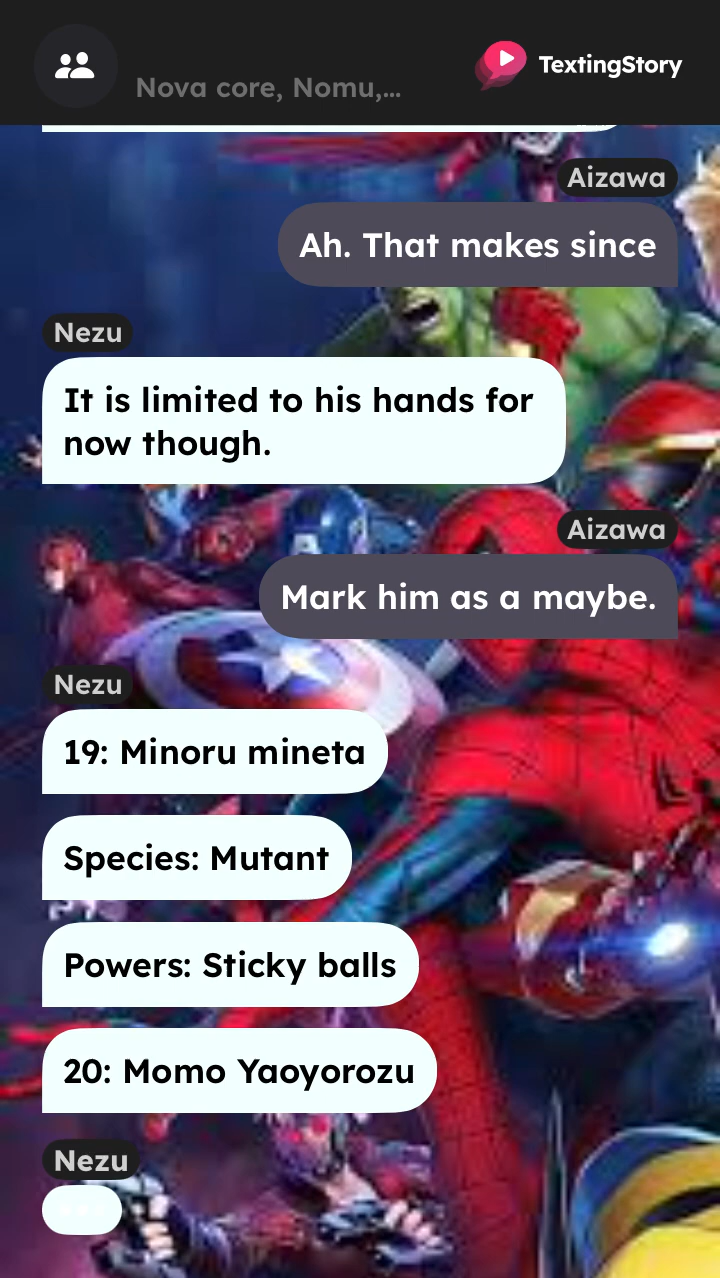 Nova core, Nomu,...
TextingStory
Aizawa
Ah. That makes since
Nezu
It is limited to his hands for
now though.
Aizawa
Mark him as a maybe.
Nezu
19: Minoru mineta
Species: Mutant
Powers: Sticky balls
20: Momo Yaoyorozu
Nezu